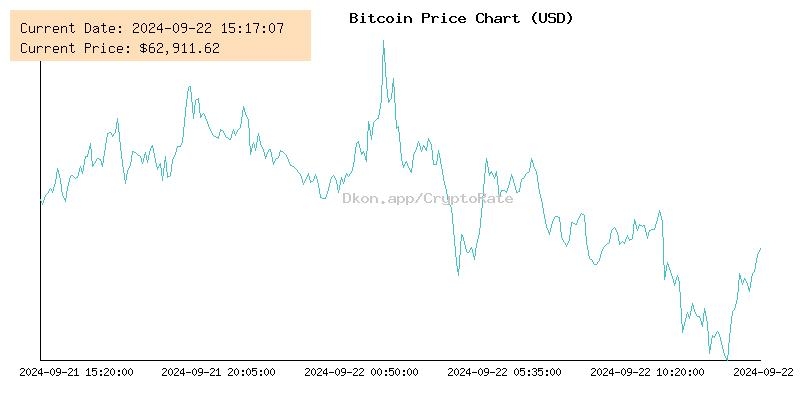 Bitcoin Price Chart (USD)
Current Date: 2024-09-22 15:17:07
Current Price: $62,911.62
Dkon.app/CryptoRate
2024-09-21 15:20:00 2024-09-21 20:05:00 2024-09-22 00:50:00 2024-09-22 05:35:00 2024-09-22 10:20:00 2024-09-22